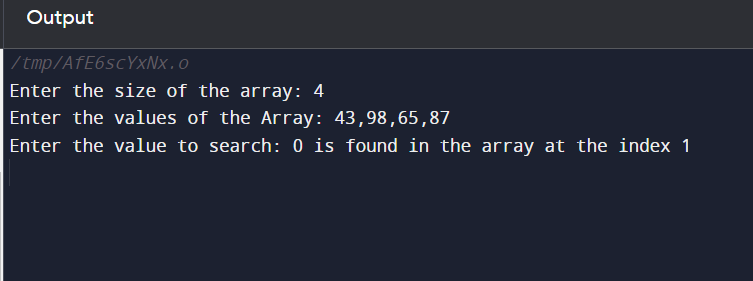 Output
/tmp/AfE6scYxNx.o
Enter the size of the array: 4
Enter the values of the Array: 43,98,65,87
Enter the value to search: 0 is found in the array at the index 1